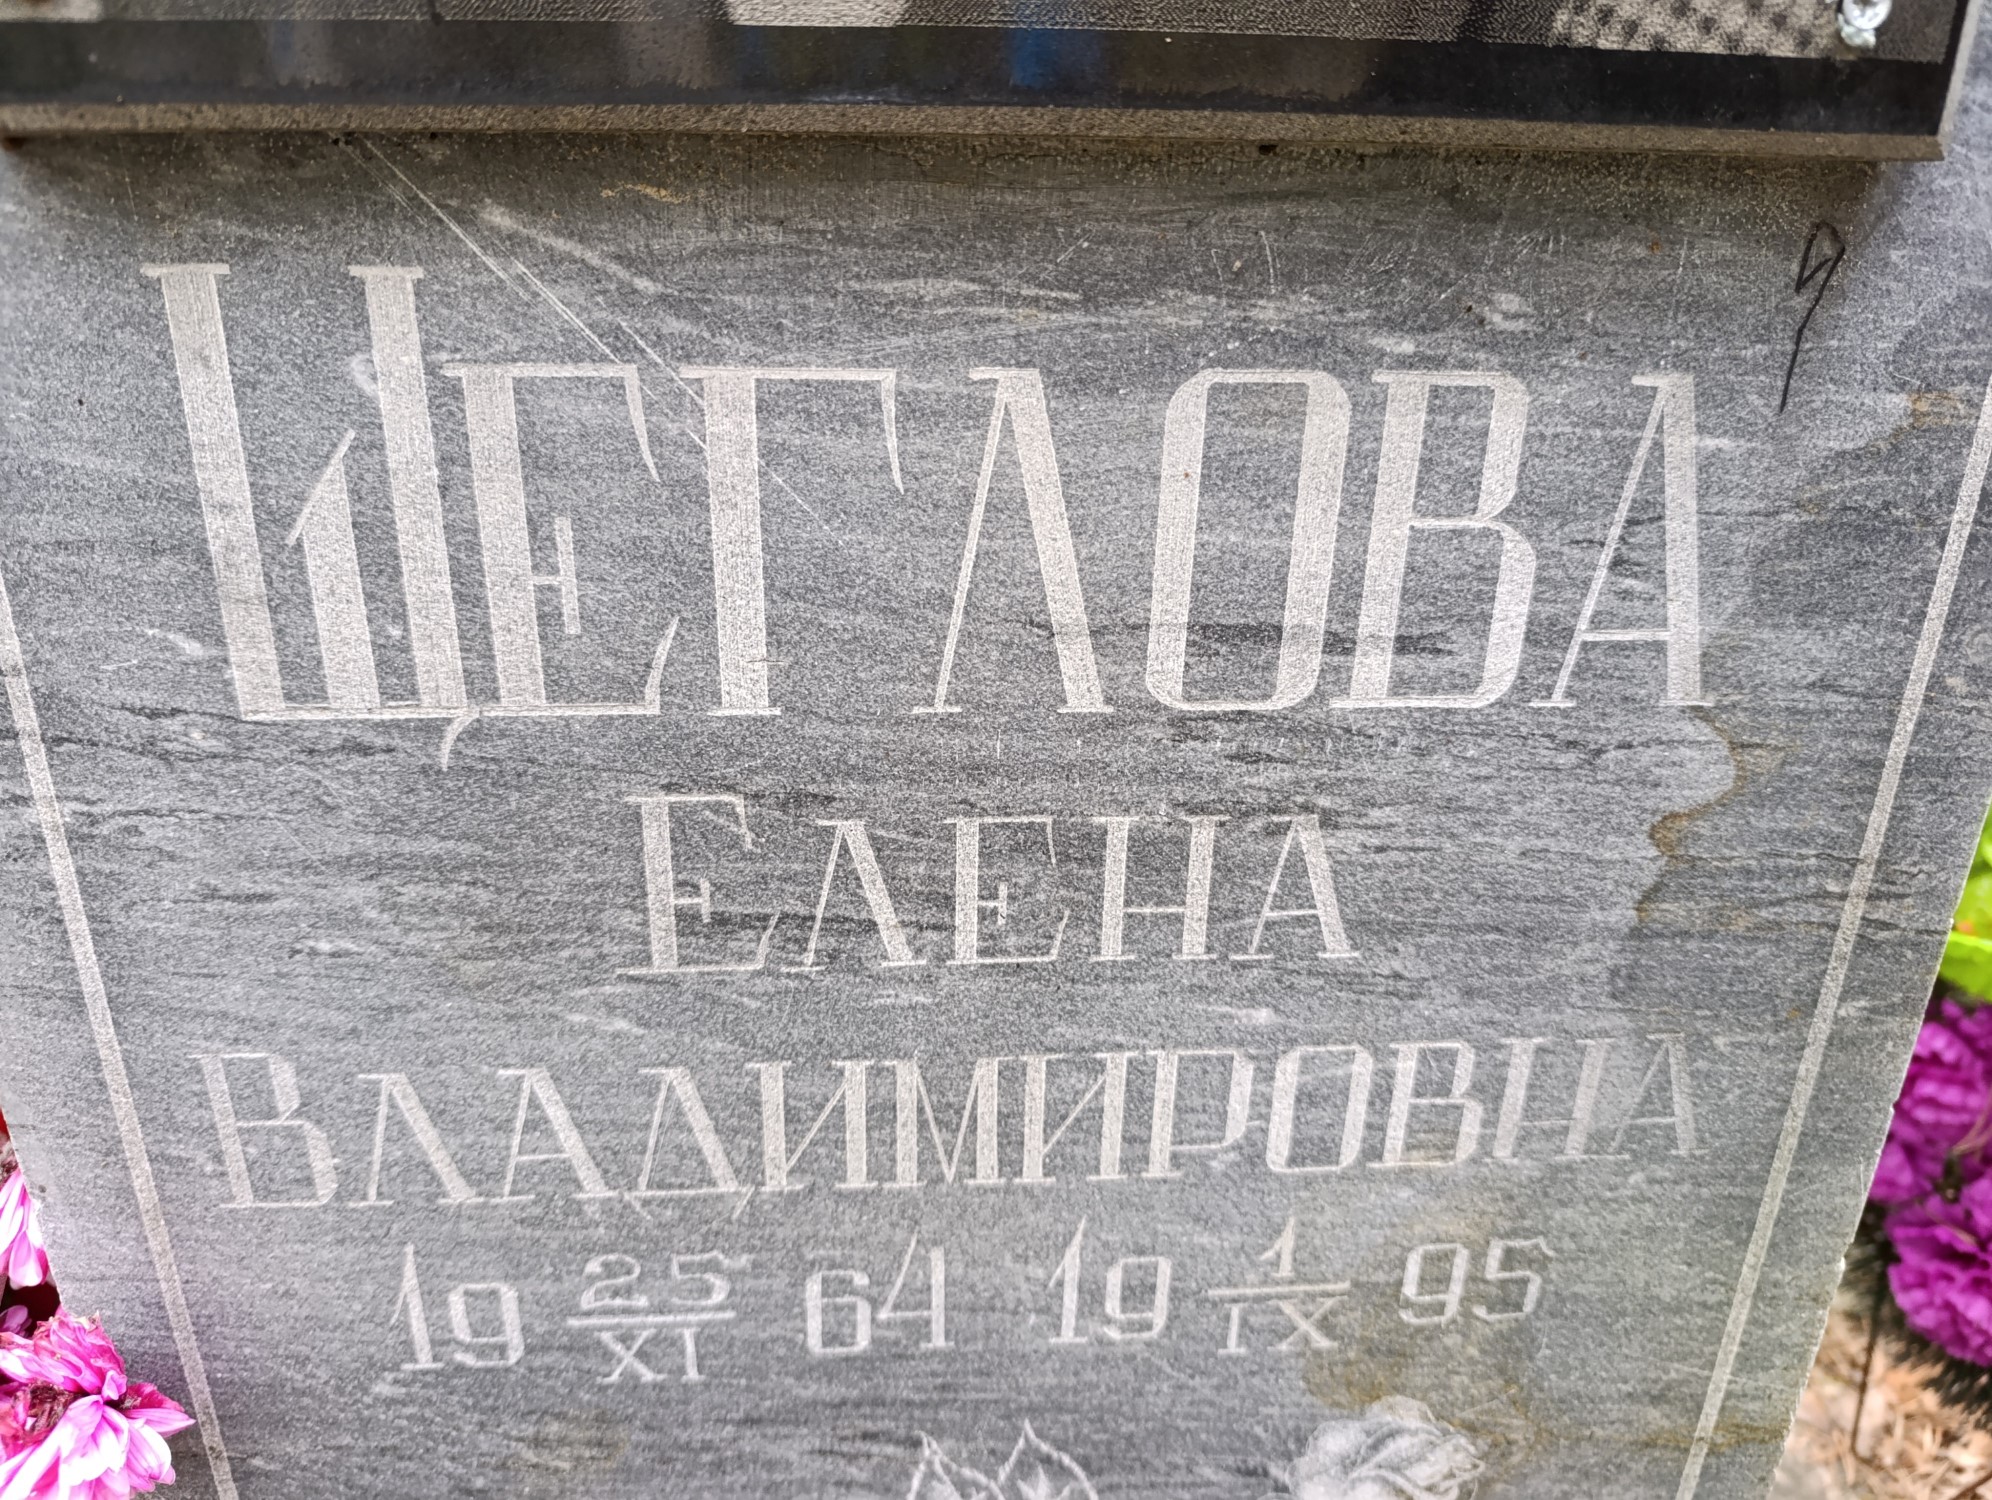 ЩЕГЛОВА
ЕЛЕНА
ВЛАДИМИРОВНА
19 25/XI 64 19 1/IX 95